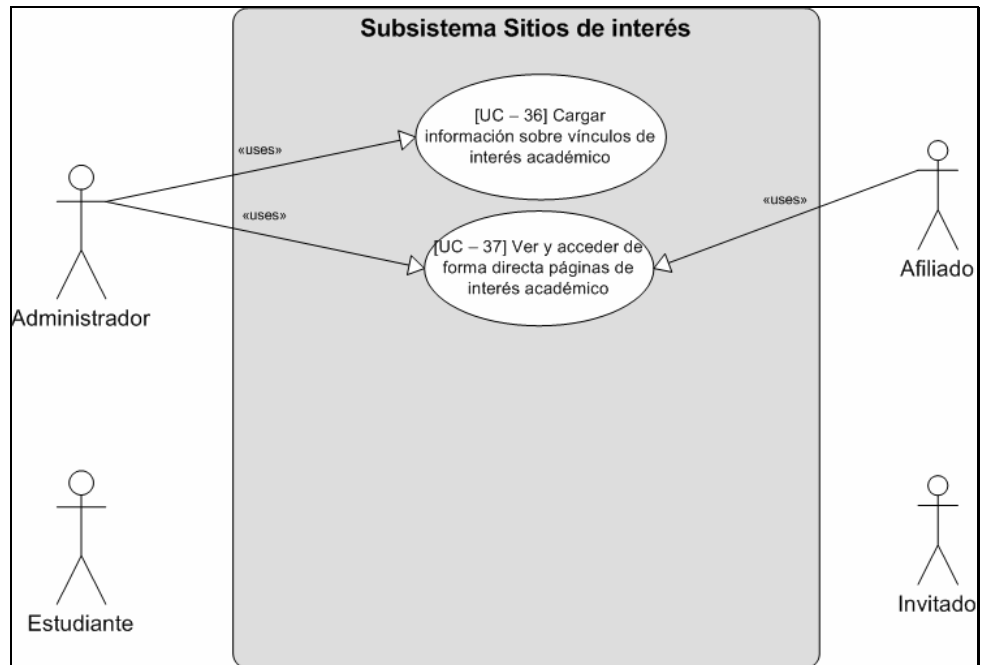 Subsistema Sitios de interés
[UC – 36] Cargar
información sobre vínculos de
interés académico
«uses»
«uses»
«uses»
[UC – 37] Ver y acceder de
forma directa páginas de
interés académico
Administrador
Afiliado
Estudiante
Invitado